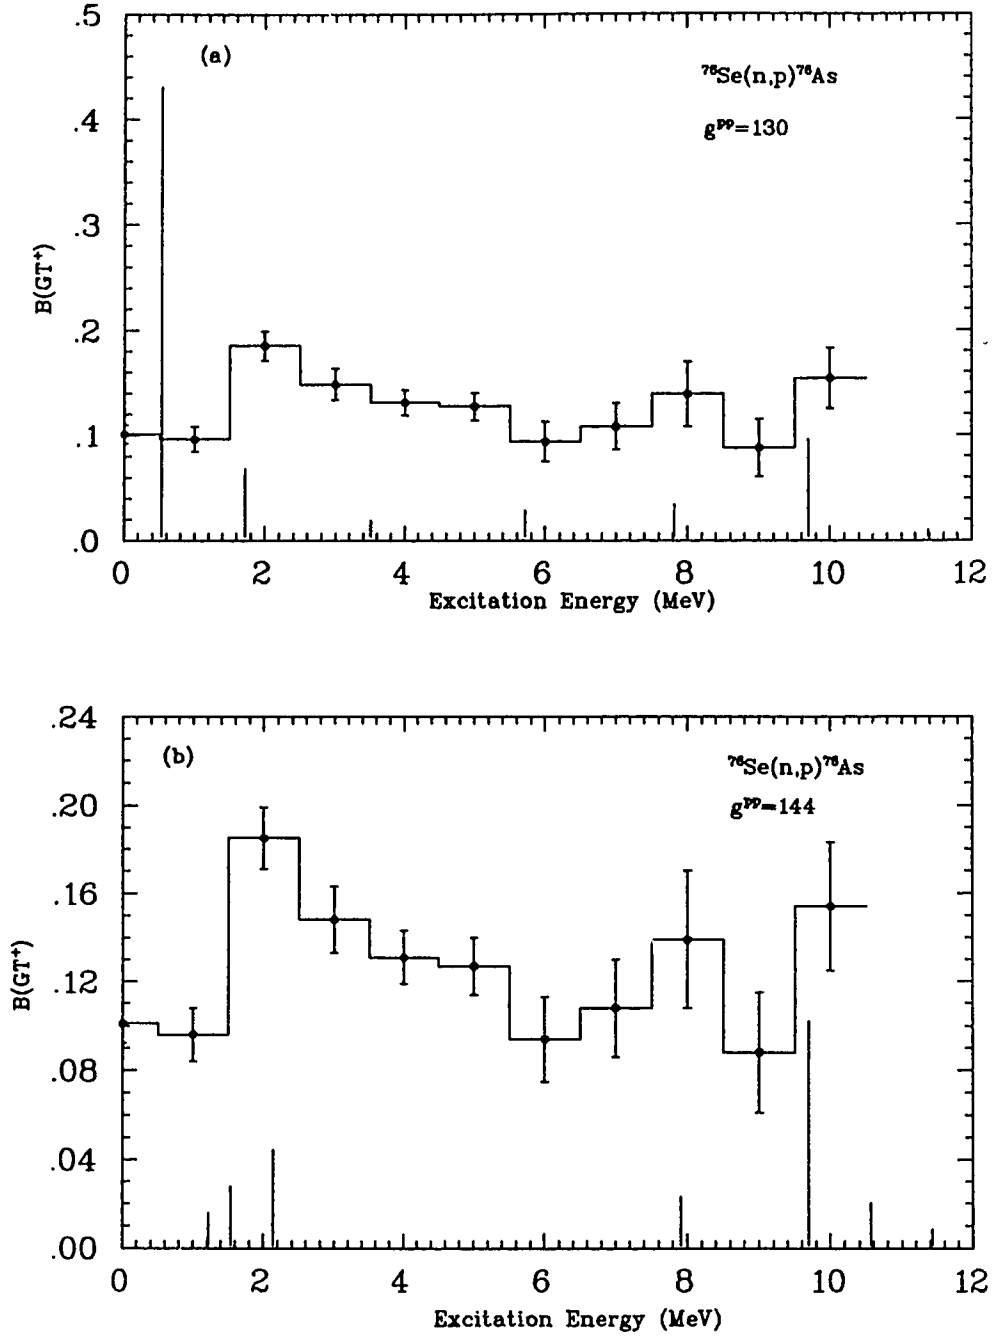 .5
(a)
⁷⁶Se(n,p)⁷⁶As
.4
gᵖᵖ=130
.3
B(GT⁺)
.2
.1
.0
0 2 4 6 8 10 12
Excitation Energy (MeV)
.24
(b)
⁷⁶Se(n,p)⁷⁶As
.20
gᵖᵖ=144
.16
B(GT⁺)
.12
.08
.04
.00
0 2 4 6 8 10 12
Excitation Energy (MeV)